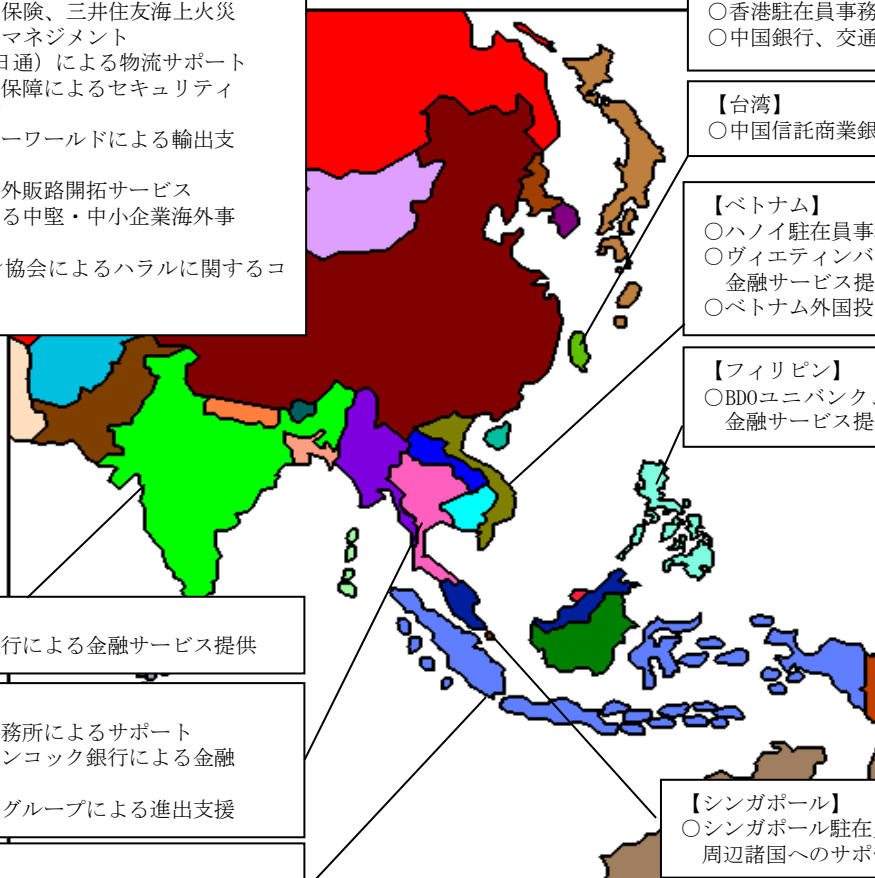 保険、三井住友海上火災
マネジメント
日通）による物流サポート
保障によるセキュリティ
ーワールドによる輸出支
外販路開拓サービス
る中堅・中小企業海外事
協会によるハラルに関するコ
行による金融サービス提供
務所によるサポート
ンコック銀行による金融
グループによる進出支援
○香港駐在員事務
○中国銀行、交通
【台湾】
○中国信託商業銀
【ベトナム】
○ハノイ駐在員事
○ヴィエティンバ
金融サービス提
○ベトナム外国投
【フィリピン】
○BDOユニバンク、
金融サービス提
【シンガポール】
○シンガポール駐在
周辺諸国へのサポ